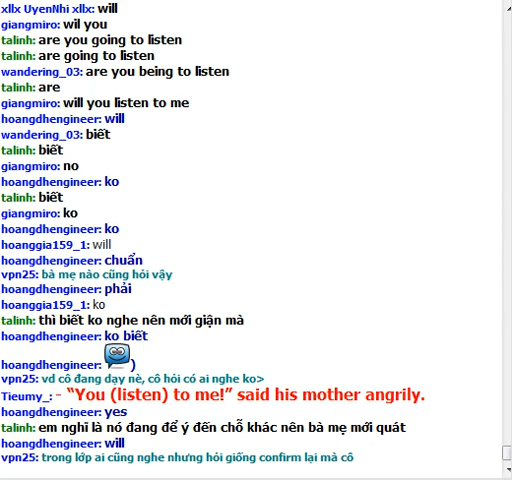 xllx UyenNhi xllx: will
giangmiro: wil you
talinh: are you going to listen
talinh: are going to listen
wandering_03: are you being to listen
talinh: are
giangmiro: will you listen to me
hoangdhengineer: will
wandering_03: biết
talinh: biết
giangmiro: no
hoangdhengineer: ko
talinh: biết
giangmiro: ko
hoangdhengineer: ko
hoanggia159_1: will
hoangdhengineer: chuẩn
vpn25: bà mẹ nào cũng hỏi vậy
hoangdhengineer: phải
hoanggia159_1: ko
talinh: thì biết ko nghe nên mới giận mà
hoangdhengineer: ko biết
hoangdhengineer: )
vpn25: vd cô đang dạy nè, cô hỏi có ai nghe ko>
Tieumy_: - “You (listen) to me!” said his mother angrily.
hoangdhengineer: yes
talinh: em nghĩ là nó đang để ý đến chỗ khác nên bà mẹ mới quát
hoangdhengineer: will
vpn25: trong lớp ai cũng nghe nhưng hỏi giống confirm lại mà cô